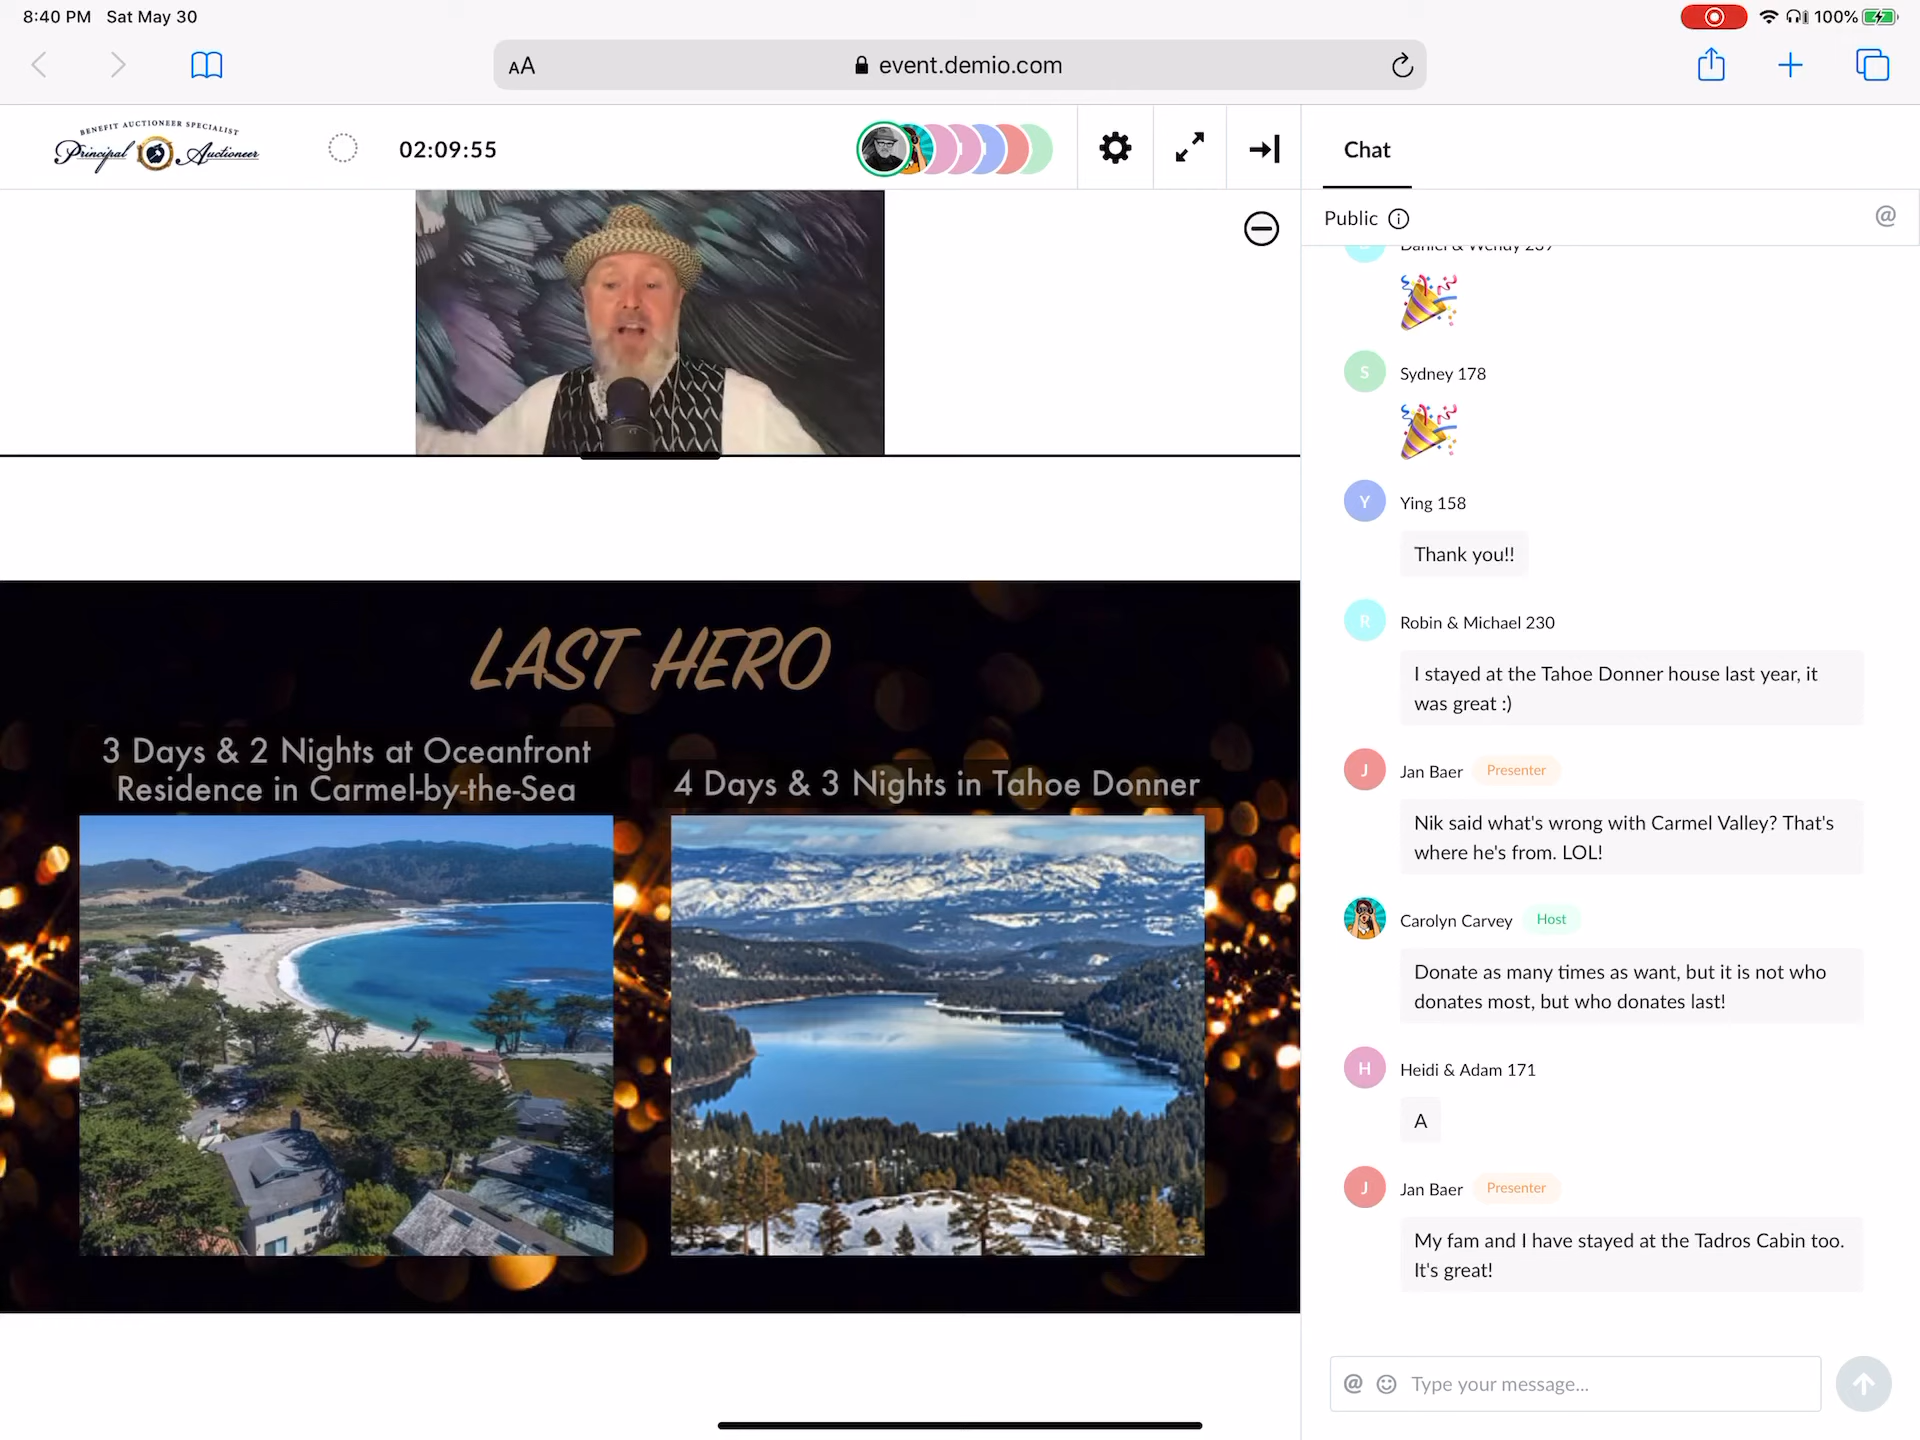 8:40 PM Sat May 30
100%
AA
event.demio.com
BENEFIT AUCTIONEER SPECIALIST
Principal Auctioneer
02:09:55
Chat
Public
@
Daniel & Wendy 239
S
Sydney 178
Y
Ying 158
Thank you!!
R
Robin & Michael 230
I stayed at the Tahoe Donner house last year, it
was great :)
J
Jan Baer Presenter
Nik said what's wrong with Carmel Valley? That's
where he's from. LOL!
Carolyn Carvey Host
Donate as many times as want, but it is not who
donates most, but who donates last!
H
Heidi & Adam 171
A
J
Jan Baer Presenter
My fam and I have stayed at the Tadros Cabin too.
It's great!
@ Type your message...
LAST HERO
3 Days & 2 Nights at Oceanfront
Residence in Carmel-by-the-Sea
4 Days & 3 Nights in Tahoe Donner